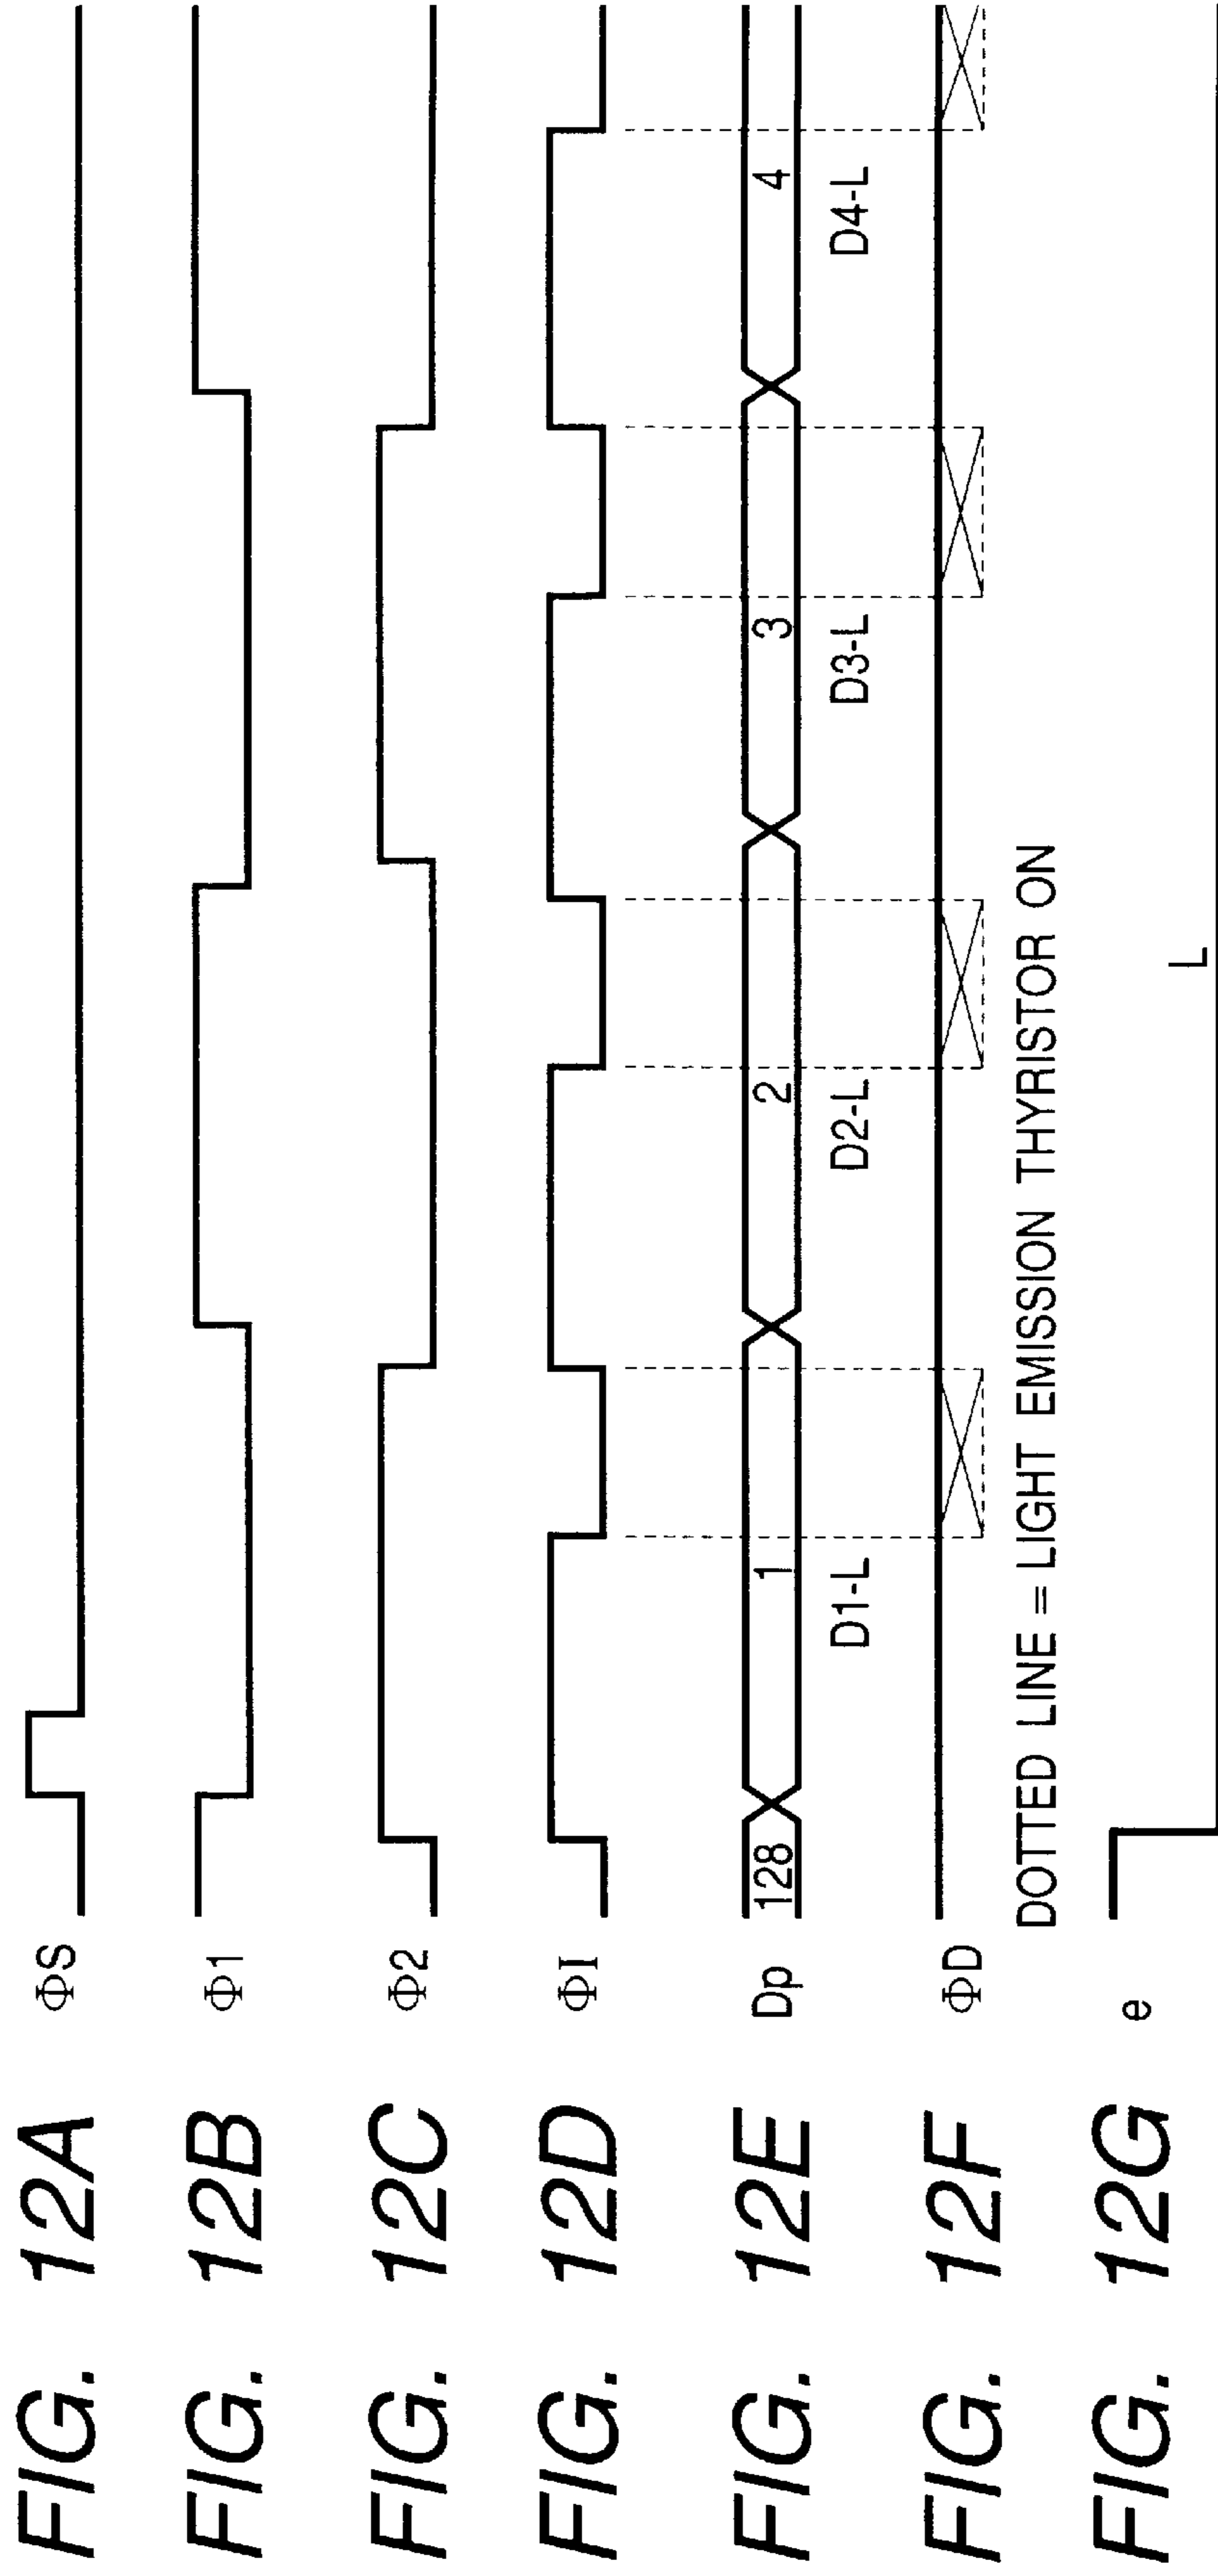 FIG. 12A ΦS
FIG. 12B Φ1
FIG. 12C Φ2
FIG. 12D ΦI
FIG. 12E Dp 128 1 2 3 4
D1-L D2-L D3-L D4-L
FIG. 12F ΦD
DOTTED LINE = LIGHT EMISSION THYRISTOR ON
FIG. 12G e L